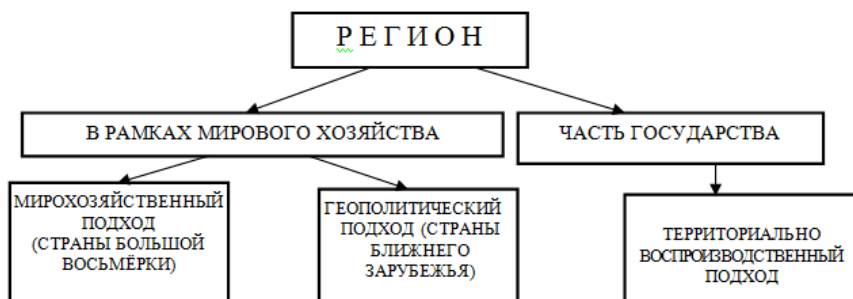 Р Е Г И О Н
В РАМКАХ МИРОВОГО ХОЗЯЙСТВА
ЧАСТЬ ГОСУДАРСТВА
МИРОХОЗЯЙСТВЕННЫЙ
ПОДХОД
(СТРАНЫ БОЛЬШОЙ
ВОСЬМЁРКИ)
ГЕОПОЛИТИЧЕСКИЙ
ПОДХОД (СТРАНЫ
БЛИЖНЕГО
ЗАРУБЕЖЬЯ)
ТЕРРИТОРИАЛЬНО
ВОСПРОИЗВОДСТВЕННЫЙ
ПОДХОД